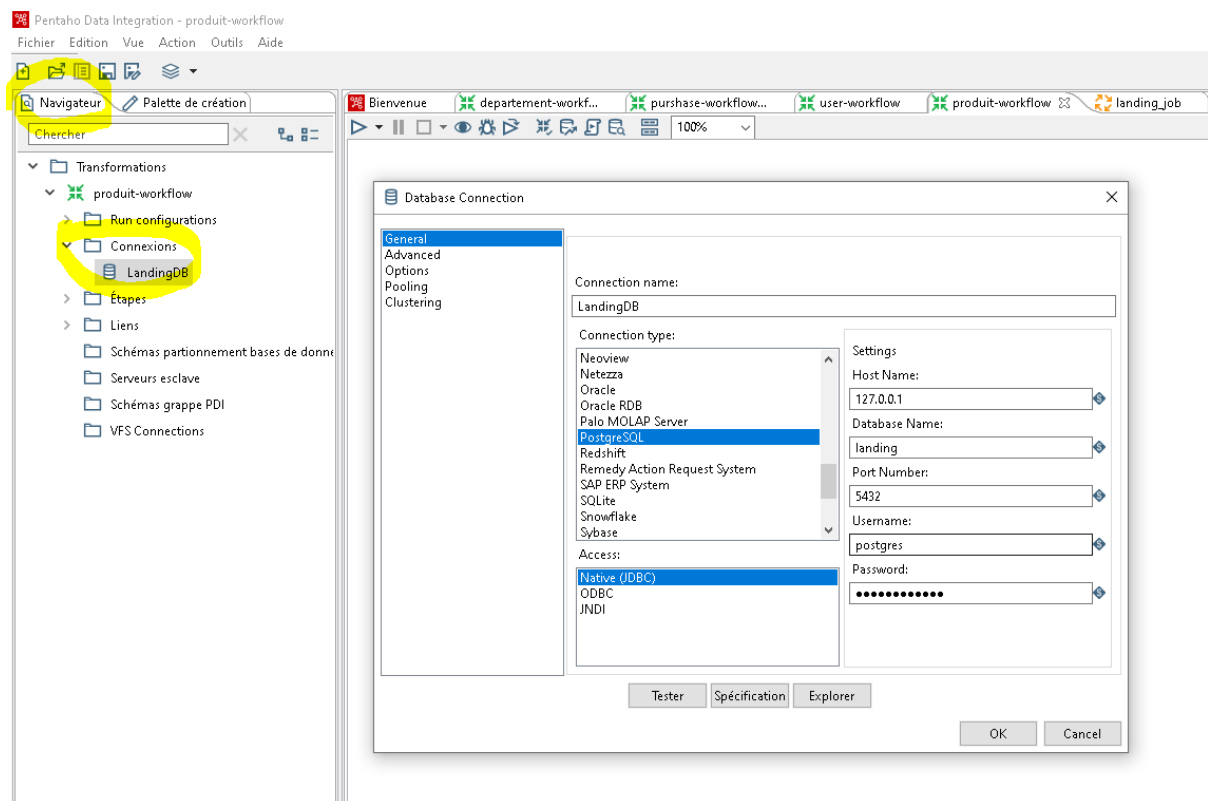 Pentaho Data Integration - produit-workflow
Fichier Edition Vue Action Outils Aide
Navigateur Palette de création
Bienvenue departement-workf... purshase-workflow... user-workflow produit-workflow landing_job
Chercher
100%
Transformations
produit-workflow
Run configurations
Connexions
LandingDB
Étapes
Liens
Schémas partionnement bases de donne
Serveurs esclave
Schémas grappe PDI
VFS Connections
Database Connection
General
Advanced
Options
Pooling
Clustering
Connection name:
LandingDB
Connection type:
Neoview
Netezza
Oracle
Oracle RDB
Palo MOLAP Server
PostgreSQL
Redshift
Remedy Action Request System
SAP ERP System
SQLite
Snowflake
Sybase
Access:
Native (JDBC)
ODBC
JNDI
Settings
Host Name:
127.0.0.1
Database Name:
landing
Port Number:
5432
Username:
postgres
Password:
●●●●●●●●●●●●
Tester Spécification Explorer
OK Cancel